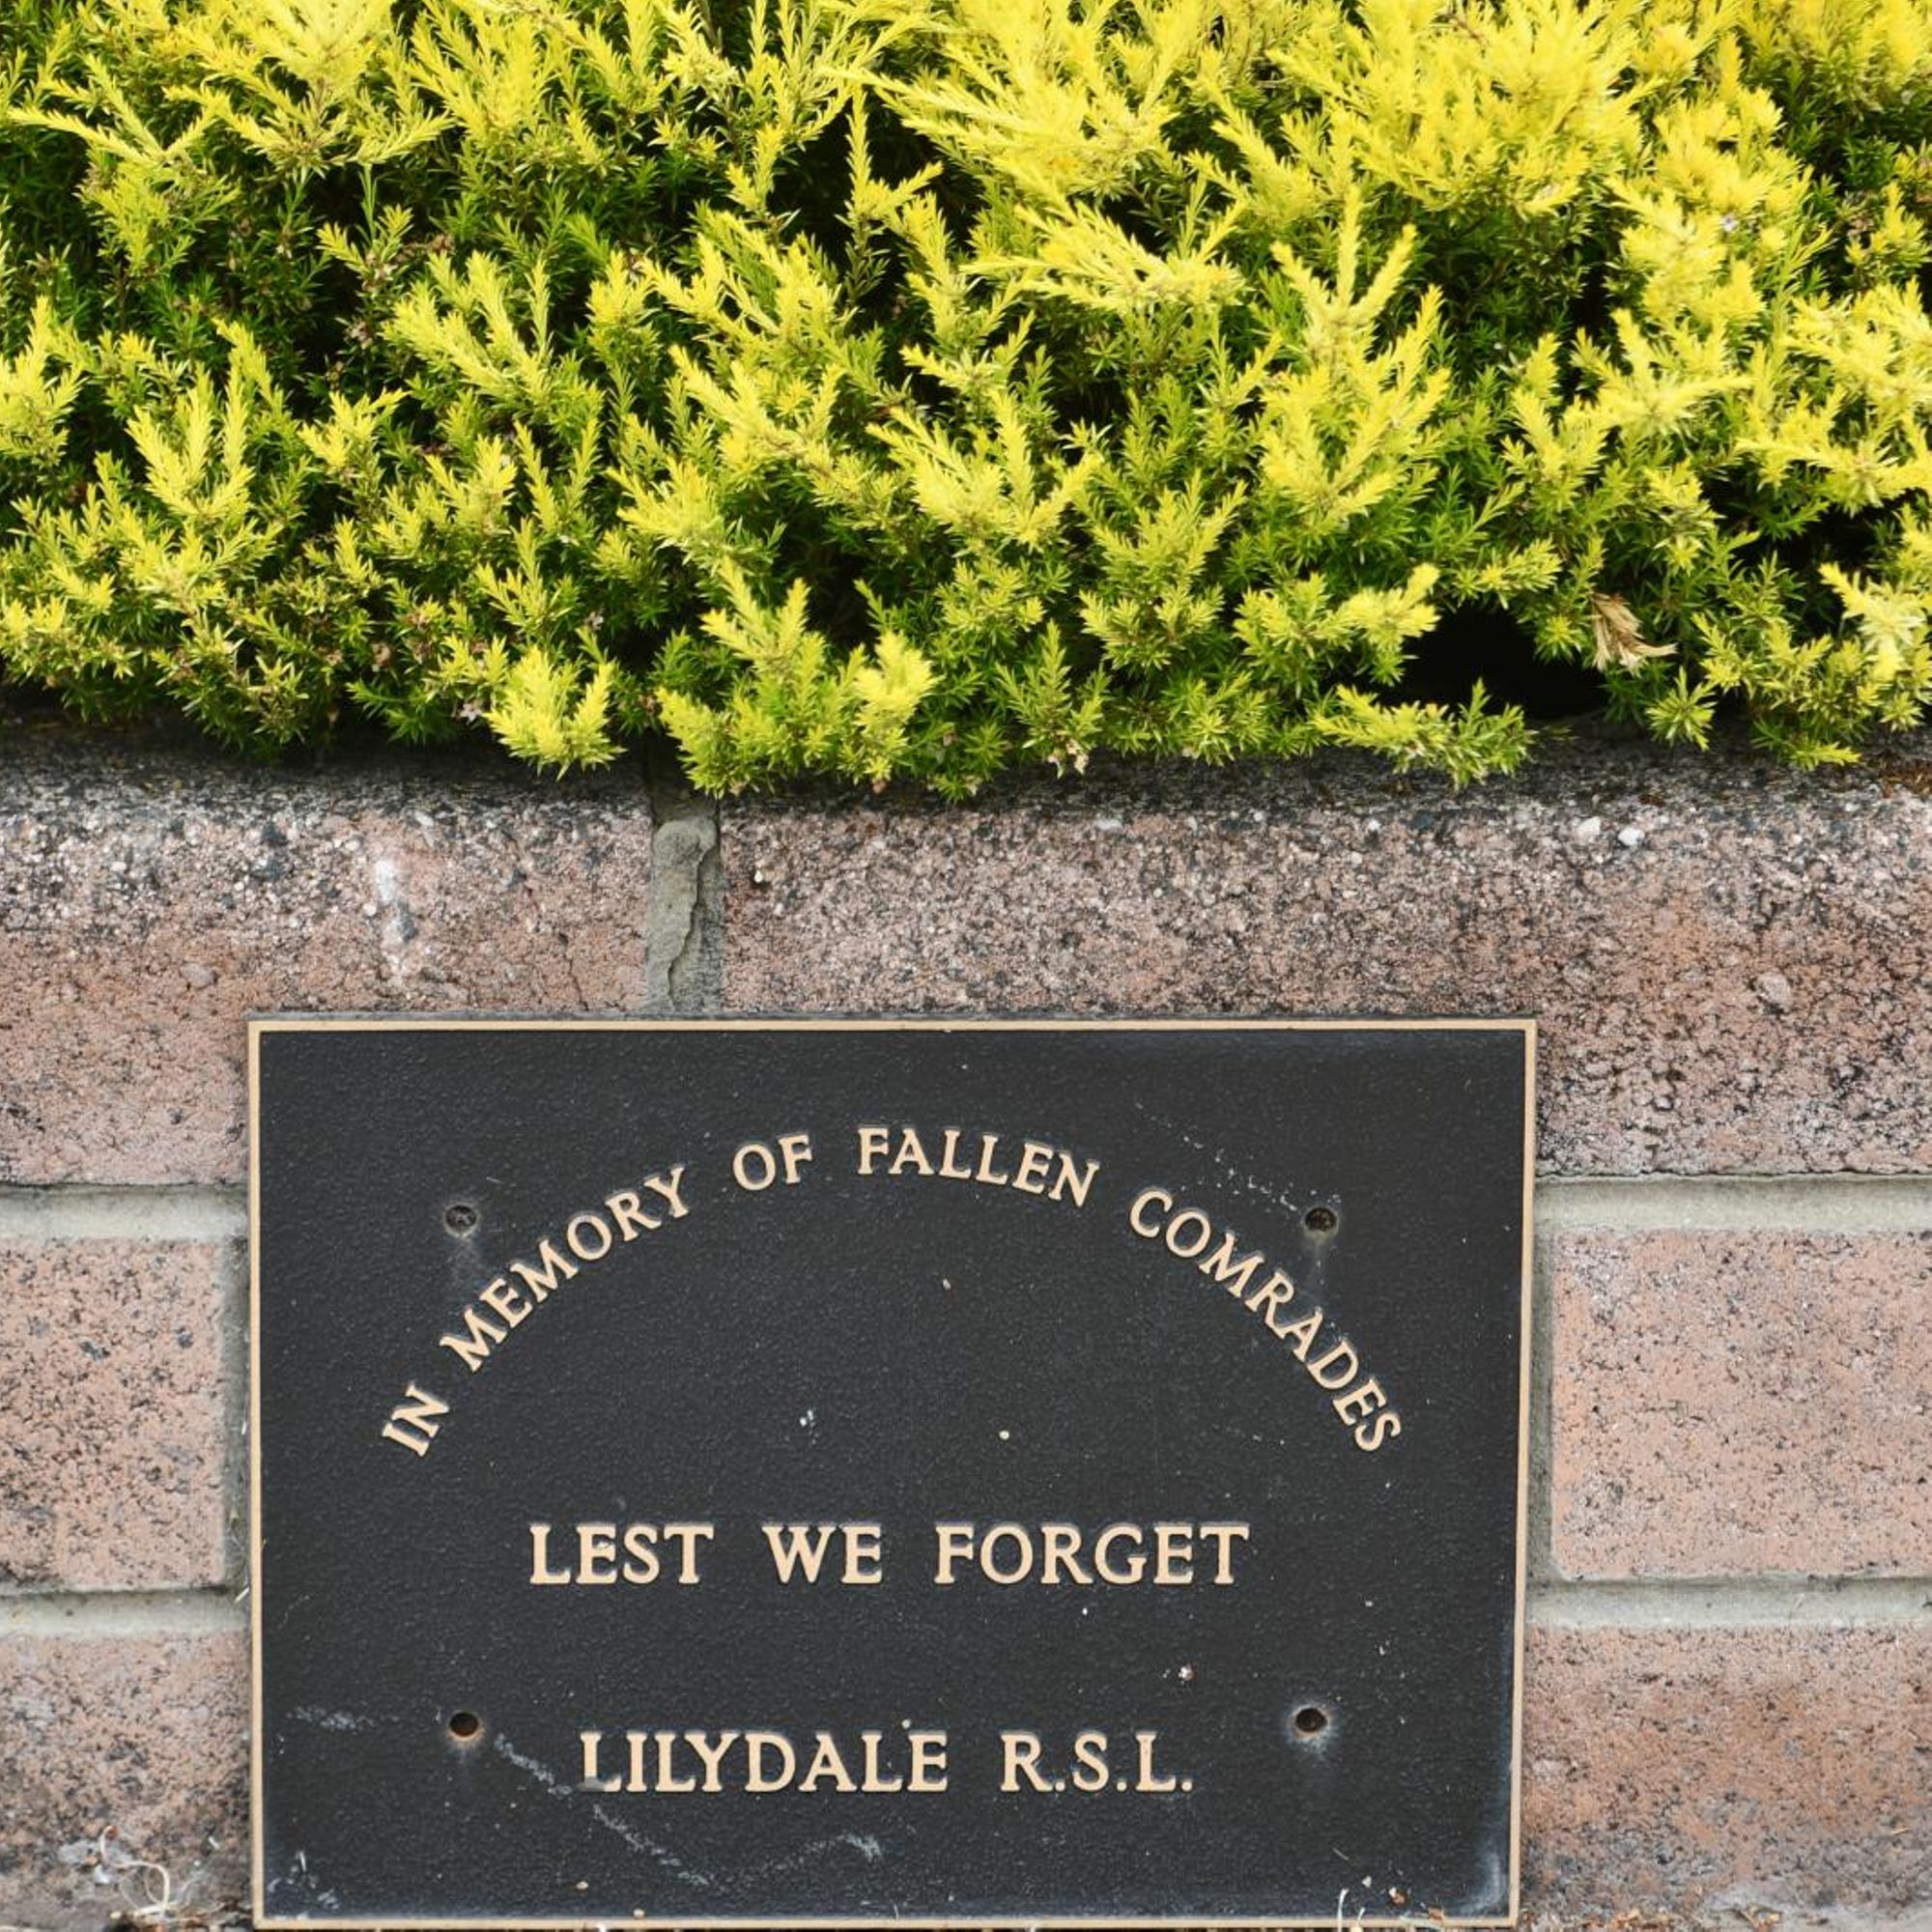 IN MEMORY OF FALLEN COMRADES
LEST WE FORGET
LILYDALE R.S.L.